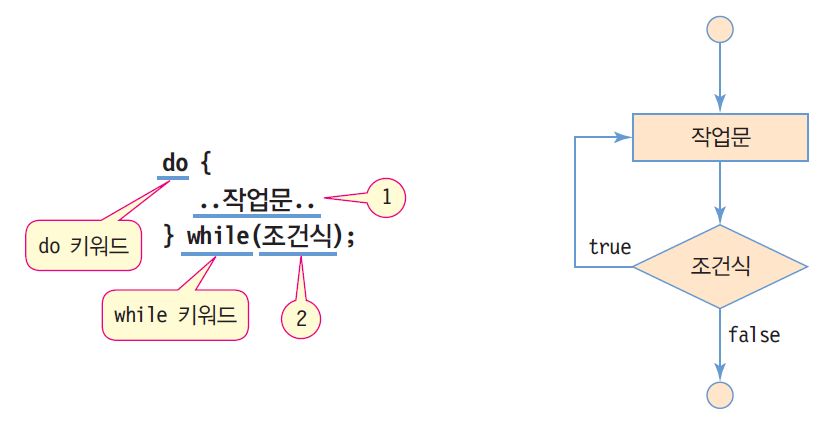 do {
..작업문..
1
} while(조건식);
do 키워드
while 키워드
2
작업문
true
조건식
false